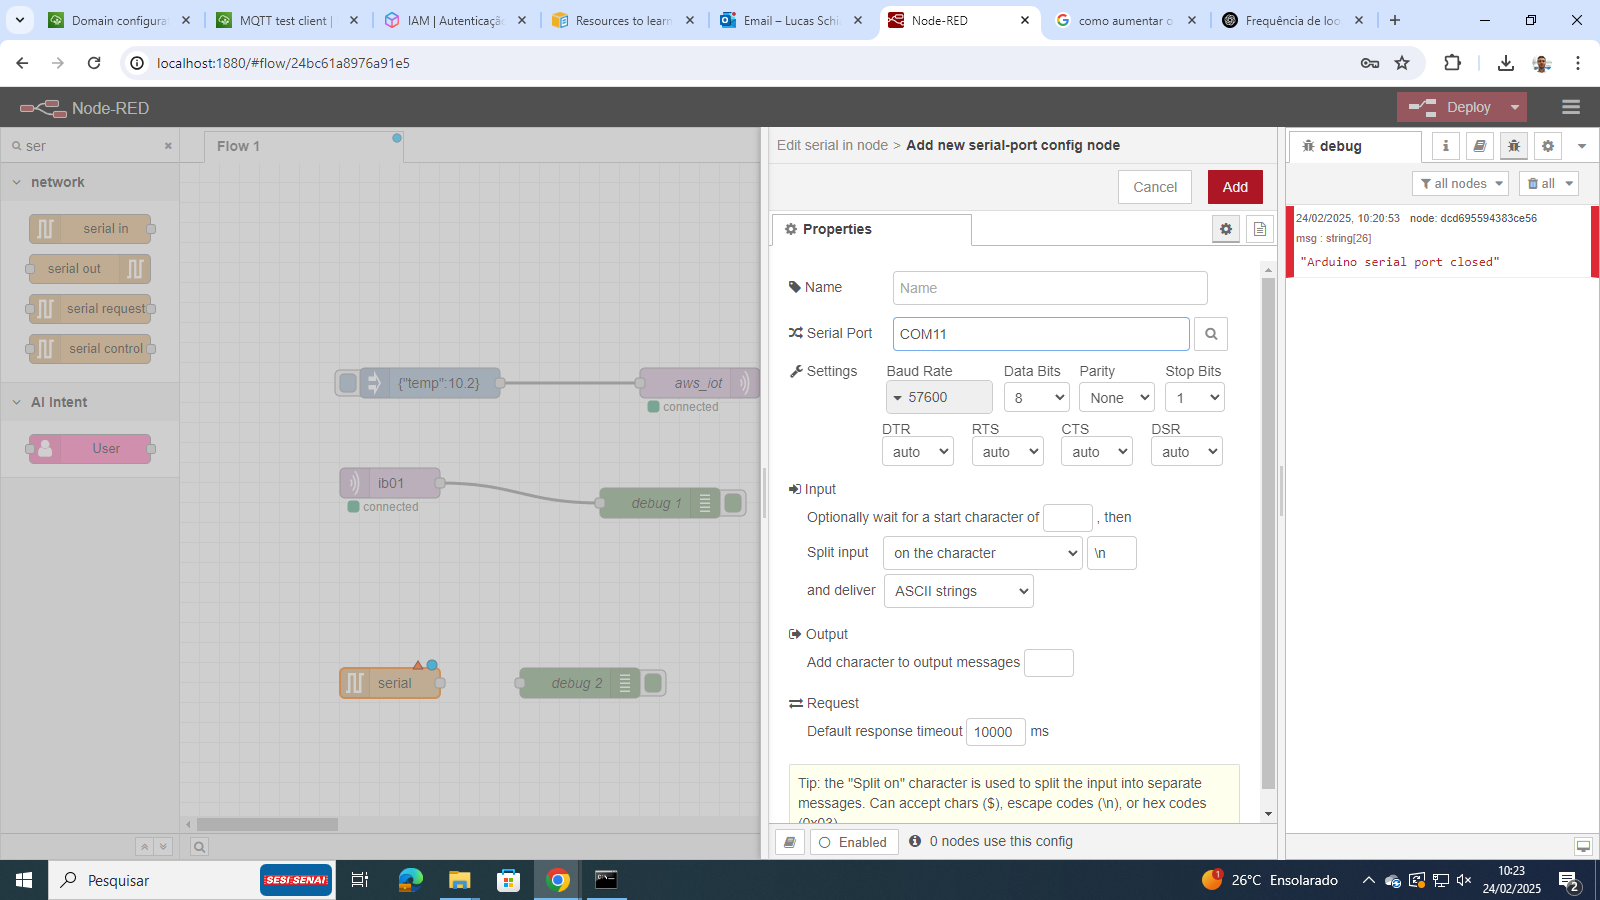 Domain configurat
MQTT test client |
IAM | Autenticação
Resources to learn
Email – Lucas Schi
Node-RED
como aumentar o
Frequência de loo
localhost:1880/#flow/24bc61a8976a91e5
Node-RED
Deploy
ser
Flow 1
network
serial in
serial out
serial request
serial control
AI Intent
User
{"temp":10.2}
aws_iot
connected
ib01
connected
debug 1
serial
debug 2
Edit serial in node > Add new serial-port config node
Cancel
Add
Properties
Name
Name
Serial Port
COM11
Settings
Baud Rate
Data Bits
Parity
Stop Bits
57600
8
None
1
DTR
RTS
CTS
DSR
auto
auto
auto
auto
Input
Optionally wait for a start character of , then
Split input on the character \n
and deliver ASCII strings
Output
Add character to output messages
Request
Default response timeout 10000 ms
Tip: the "Split on" character is used to split the input into separate
messages. Can accept chars ($), escape codes (\n), or hex codes
(0x03)
Enabled
0 nodes use this config
debug
all nodes
all
24/02/2025, 10:20:53 node: dcd695594383ce56
msg : string[26]
"Arduino serial port closed"
Pesquisar
SESI SENAI
1
26°C Ensolarado
10:23
24/02/2025
2